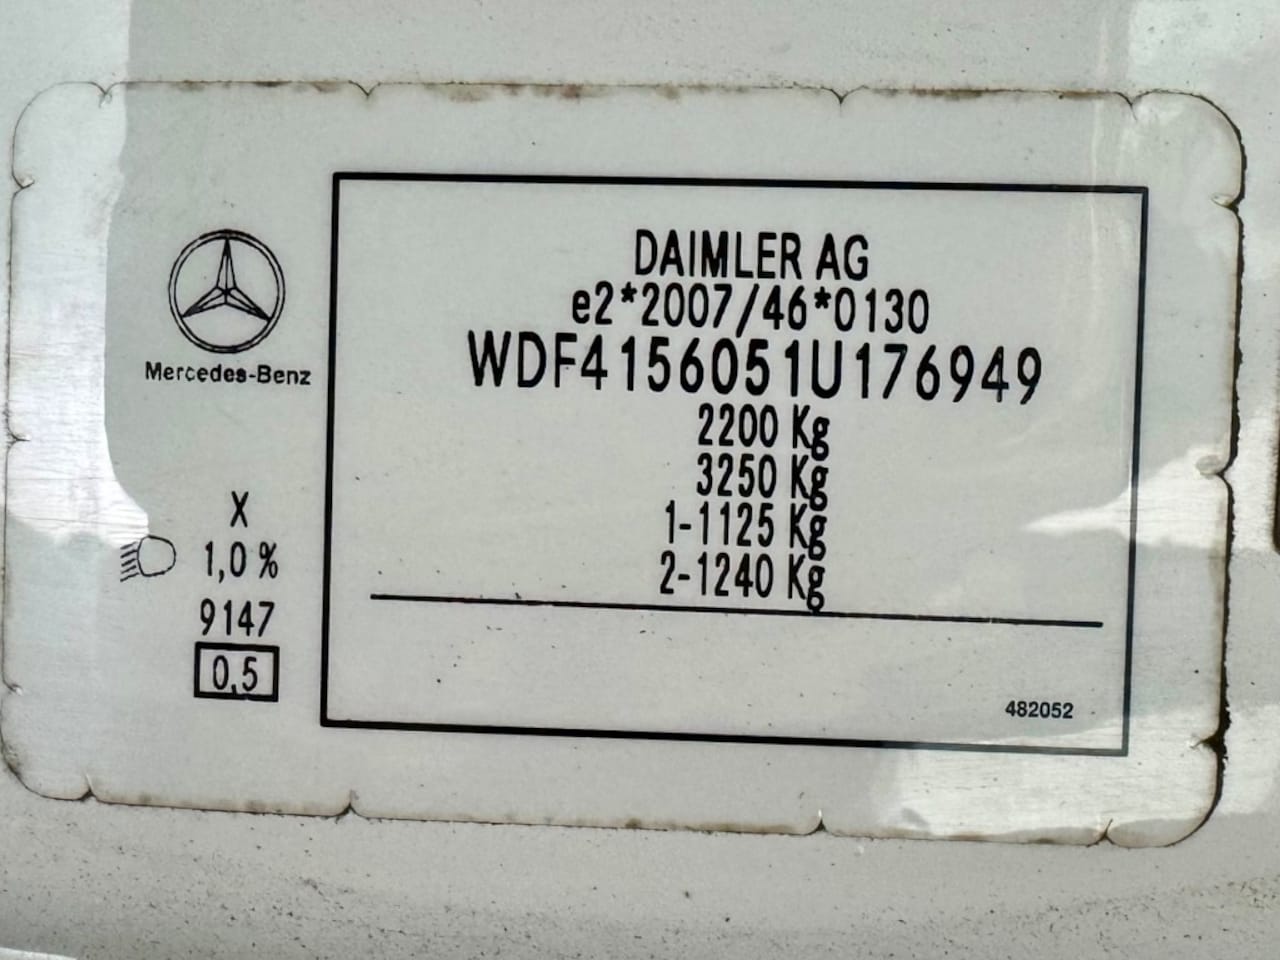 DAIMLER AG
e2*2007/46*0130
WDF4156051U176949
2200 Kg
3250 Kg
1-1125 Kg
2-1240 Kg
482052
Mercedes-Benz
X
1,0 %
9147
0,5